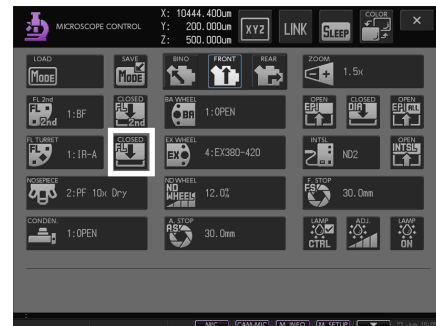 MICROSCOPE CONTROL
X: 10444.400um
Y: 200.000um
Z: 500.000um
XYZ
LINK
SLEEP
COLOR
LOAD
MODE
SAVE
MODE
BINO
FRONT
REAR
ZOOM
1.5x
FL 2nd
FL
2nd
1:BF
CLOSED
FL
2nd
BA WHEEL
BA
1:OPEN
OPEN
EPI
CLOSED
DIA
OPEN
EPI ALL
FL TURRET
FL
1:IR-A
CLOSED
FL
EX WHEEL
EX
4:EX380-420
INTSL
ND2
OPEN
INTSL
NOSEPIECE
2:PF 10x Dry
ND WHEEL
ND
WHEEL
12.0%
F. STOP
FS
30.0mm
CONDEN.
1:OPEN
A. STOP
AS
30.0mm
LAMP
CTRL
ADJ.
LAMP
ON
MIC
CAM-MIC
M.INFO
M.SETUP